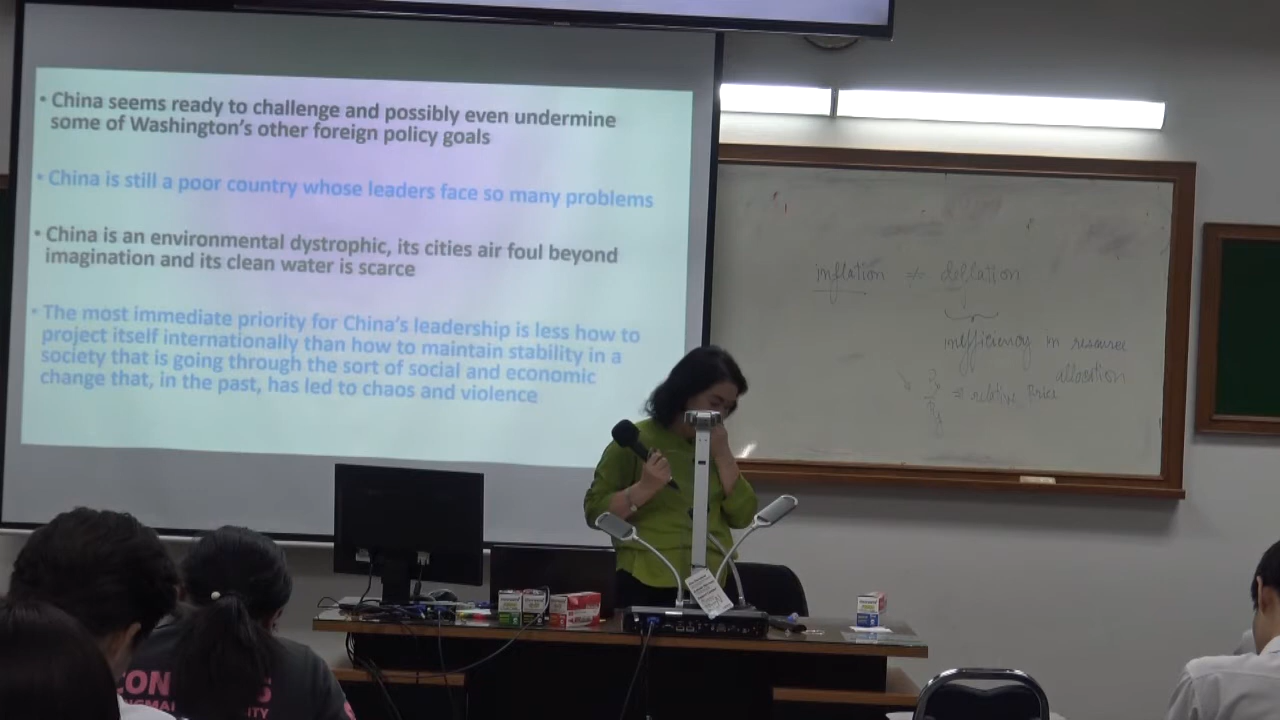 • China seems ready to challenge and possibly even undermine
some of Washington's other foreign policy goals
• China is still a poor country whose leaders face so many problems
• China is an environmental dystrophic, its cities air foul beyond
imagination and its clean water is scarce
• The most immediate priority for China's leadership is less how to
project itself internationally than how to maintain stability in a
society that is going through the sort of social and economic
change that, in the past, has led to chaos and violence
inflation ≠ deflation
inefficiency in resource
allocation
= relative Price
CON